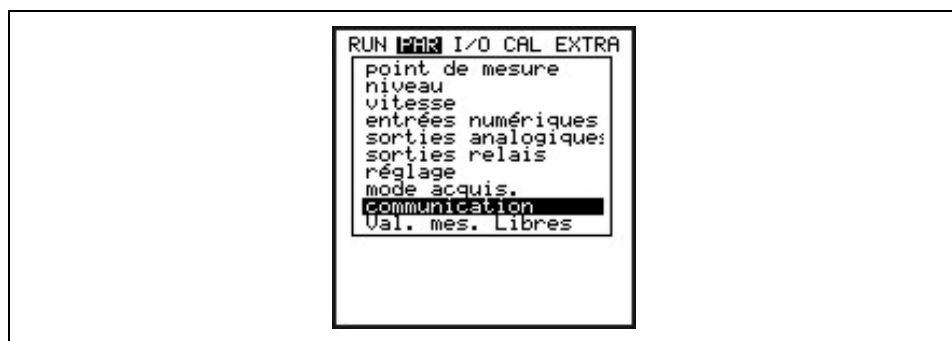 RUN PAR I/O CAL EXTRA
point de mesure
niveau
vitesse
entrées numériques
sorties analogiques
sorties relais
réglage
mode acquis.
communication
Val. mes. Libres